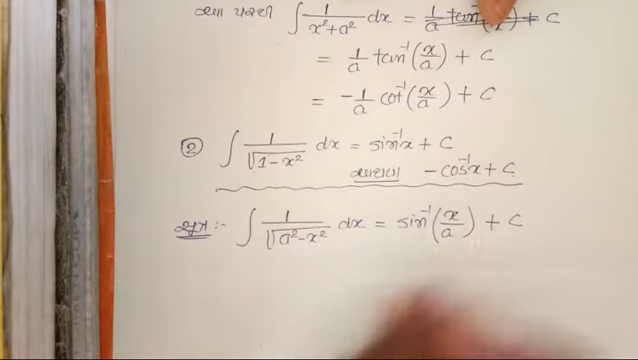 ∫ 1/(x²+a²) dx = 1/a tan⁻¹( ) + C
= 1/a tan⁻¹(x/a) + C
= -1/a cot⁻¹(x/a) + C
② ∫ 1/√(1-x²) dx = sin⁻¹x + C
અથવા -cos⁻¹x + C
સૂત્ર :- ∫ 1/√(a²-x²) dx = sin⁻¹(x/a) + C